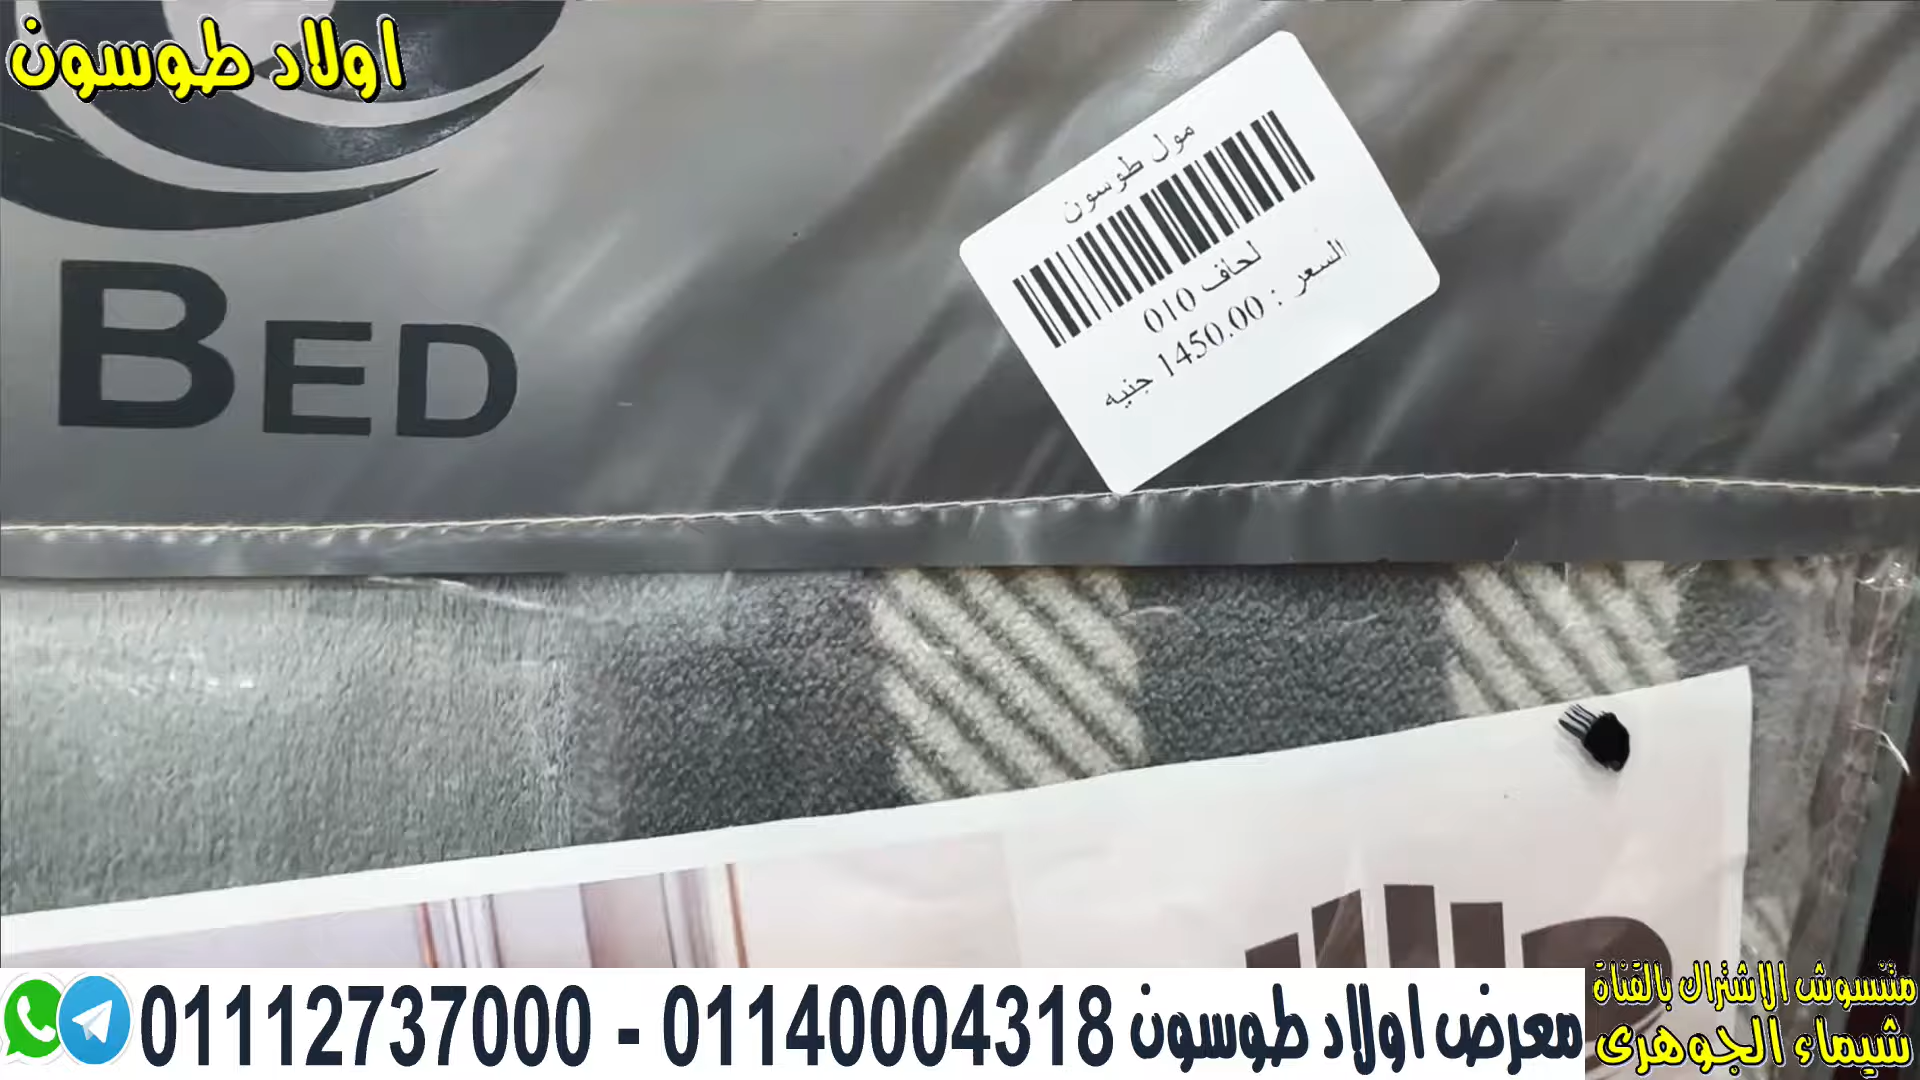 اولاد طوسون
BED
مول طوسون
لحاف 010
السعر : 1450.00 جنيه
01112737000 - 01140004318 معرض اولاد طوسون
متنسوش الاشتراك بالقناة
شيماء الجوهرى